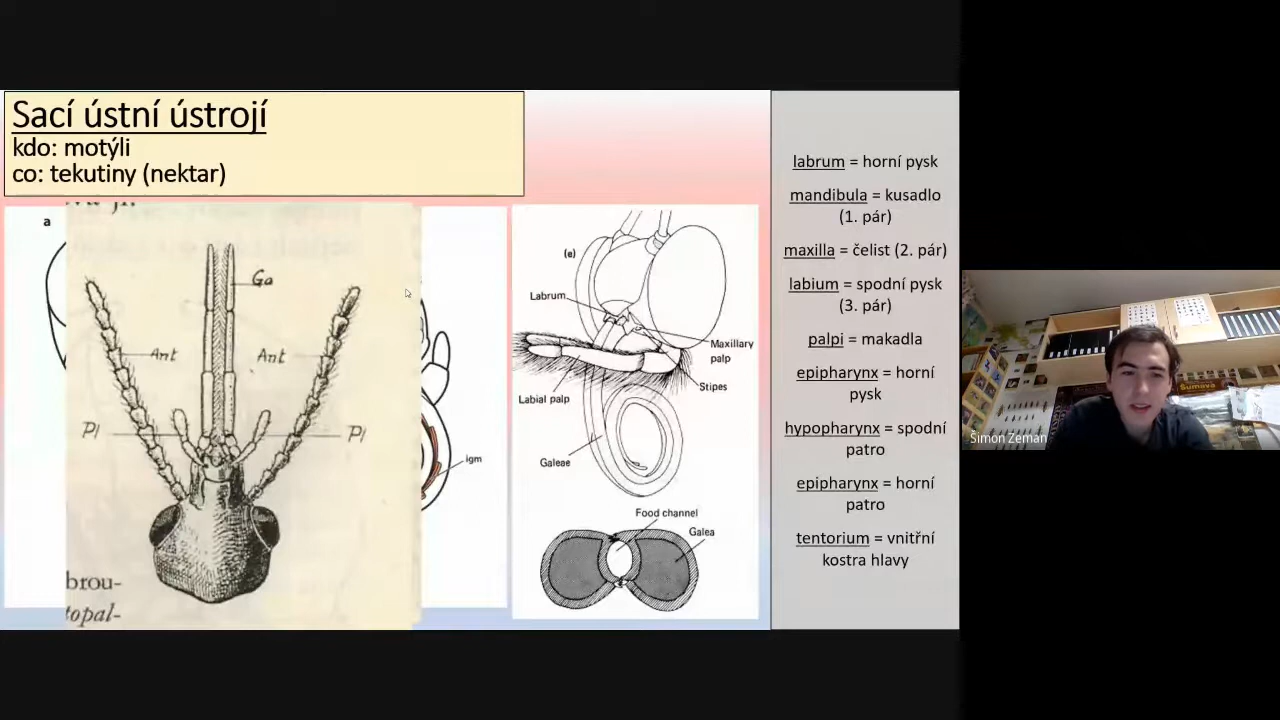 Sací ústní ústrojí
kdo: motýli
co: tekutiny (nektar)
a
Ga
Ant
Ant
Pl
Pl
brou-
topal-
igm
(e)
Labrum
Maxillary
palp
Stipes
Labial palp
Galeae
Food channel
Galea
labrum = horní pysk
mandibula = kusadlo
(1. pár)
maxilla = čelist (2. pár)
labium = spodní pysk
(3. pár)
palpi = makadla
epipharynx = horní
pysk
hypopharynx = spodní
patro
epipharynx = horní
patro
tentorium = vnitřní
kostra hlavy
Šumava
Šimon Zeman